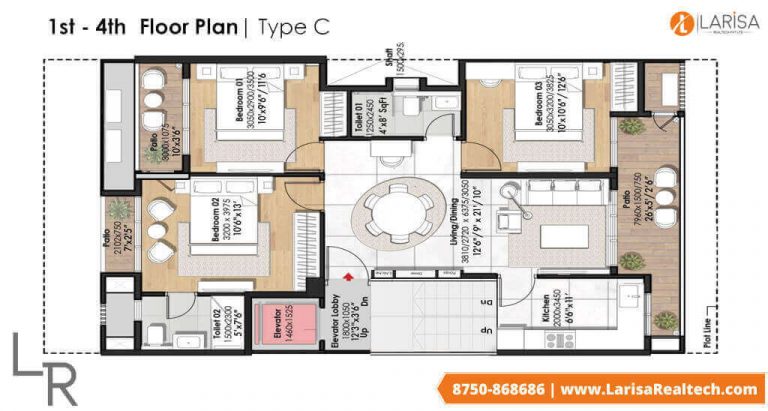 1st - 4th Floor Plan| Type C
LARISA
REALTECH PVT LTD
Shaft
1500x295
Patio
3000x1075
10'x3'6"
Bedroom 01
3050x2900/3500
10'x9'6"/11'6
Toilet 01
1250x2450
4'x8' SqFt
Bedroom 03
3050x3200/3825
10'x10'6"/12'6"
Patio
2102x750
7'x2'5"
Bedroom 02
3200 x 3975
10'6"x13'
Living/Dining
3810/2720 x 6375/3050
12'6"/9' x 21'/10"
Patio
7960x1500/750
26'x5'/2'6"
Toilet 02
1500x2300
5'x7'6"
Elevator
1460x1525
Elevator Lobby
1800x1050
12'3"x3'6"
Up Dn
Up
Dn
Kitchen
2000x3450
6'6"x11'
Plot Line
LR
8750-868686 | www.LarisaRealtech.com